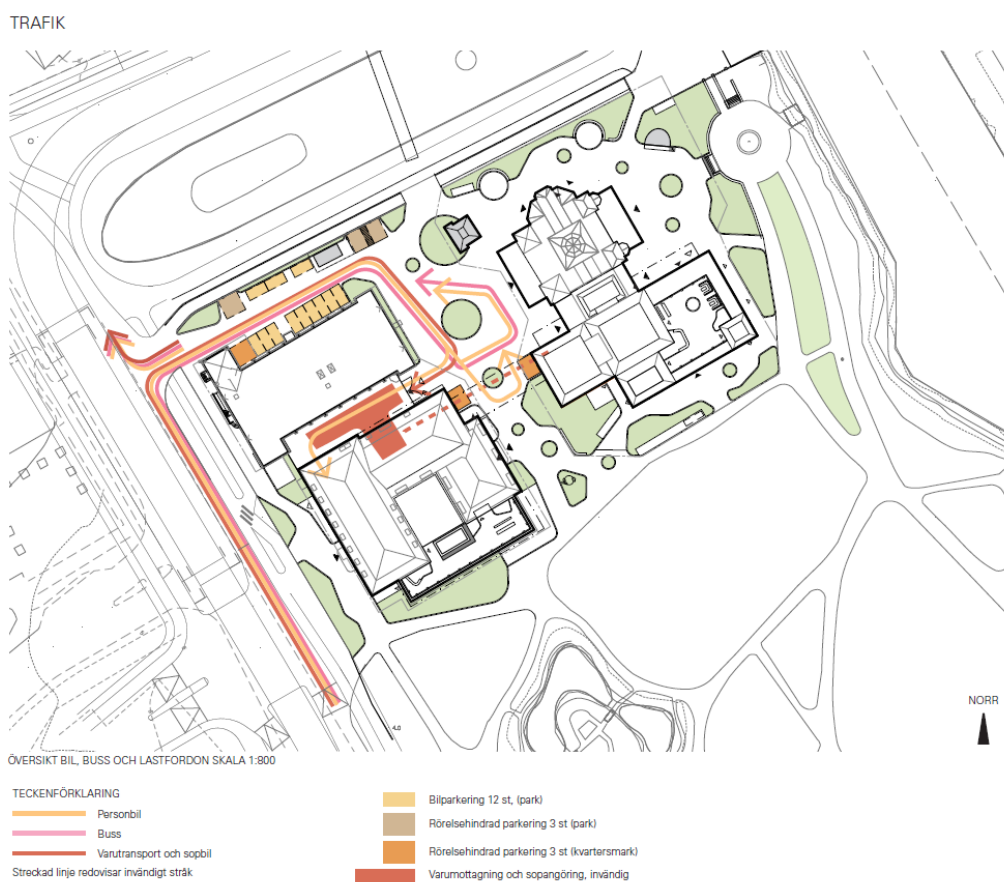 TRAFIK
NORR
ÖVERSIKT BIL, BUSS OCH LASTFORDON SKALA 1:800
TECKENFÖRKLARING
Personbil
Buss
Varutransport och sopbil
Streckad linje redovisar invändigt stråk
Bilparkering 12 st, (park)
Rörelsehindrad parkering 3 st (park)
Rörelsehindrad parkering 3 st (kvartersmark)
Varumottagning och sopangöring, invändig